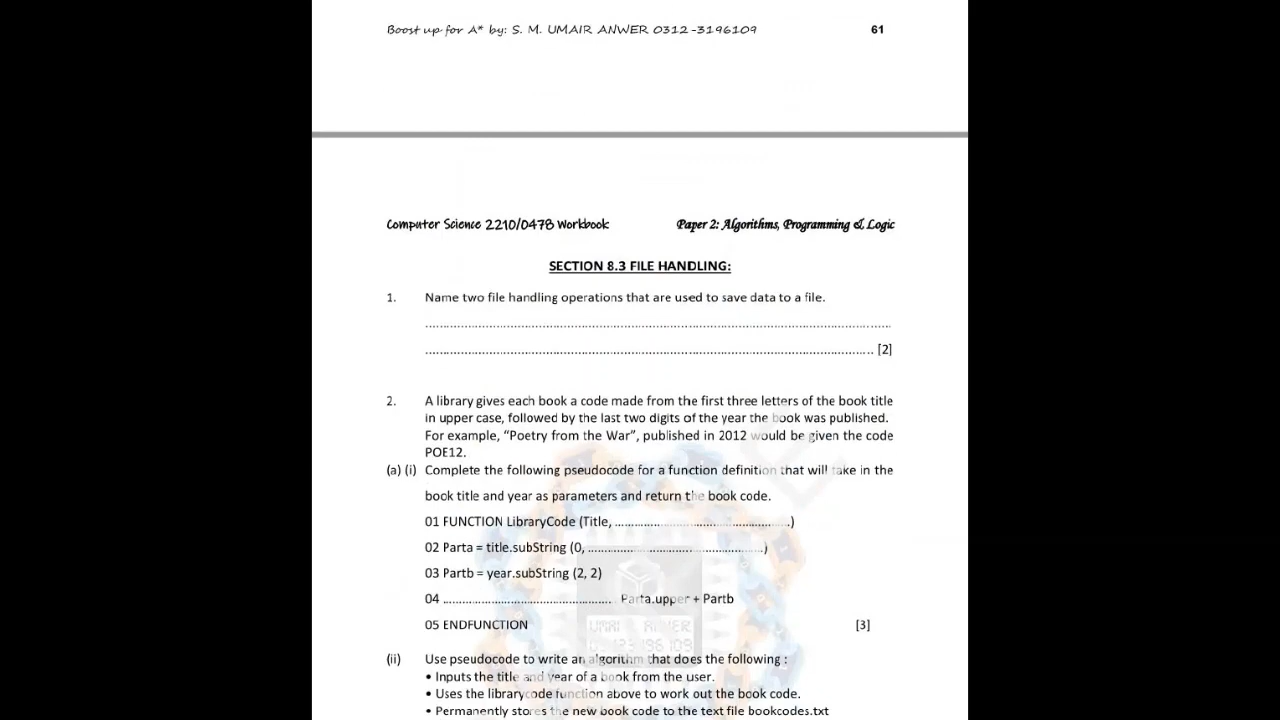 Boost up for A* by: S. M. UMAIR ANWER 0312-3196109 61
Computer Science 2210/0478 Workbook Paper 2: Algorithms, Programming & Logic
SECTION 8.3 FILE HANDLING:
1. Name two file handling operations that are used to save data to a file.
.......................................................................................................................................
................................................................................................................................... [2]
2. A library gives each book a code made from the first three letters of the book title
in upper case, followed by the last two digits of the year the book was published.
For example, “Poetry from the War”, published in 2012 would be given the code
POE12.
(a) (i) Complete the following pseudocode for a function definition that will take in the
book title and year as parameters and return the book code.
01 FUNCTION LibraryCode (Title, ...................................................)
02 Parta = title.subString (0, ...................................................)
03 Partb = year.subString (2, 2)
04 ................................................. Parta.upper + Partb
05 ENDFUNCTION [3]
(ii) Use pseudocode to write an algorithm that does the following :
• Inputs the title and year of a book from the user.
• Uses the librarycode function above to work out the book code.
• Permanently stores the new book code to the text file bookcodes.txt